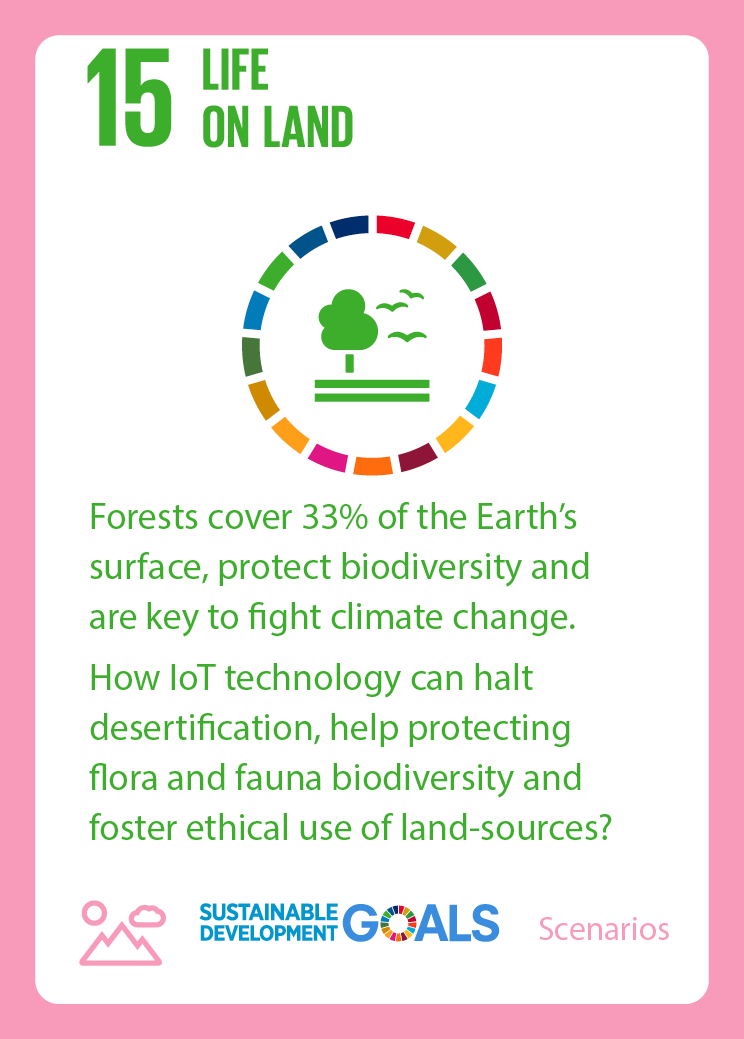 15 LIFE
ON LAND
Forests cover 33% of the Earth’s
surface, protect biodiversity and
are key to fight climate change.
How IoT technology can halt
desertification, help protecting
flora and fauna biodiversity and
foster ethical use of land-sources?
SUSTAINABLE
DEVELOPMENT GOALS
Scenarios